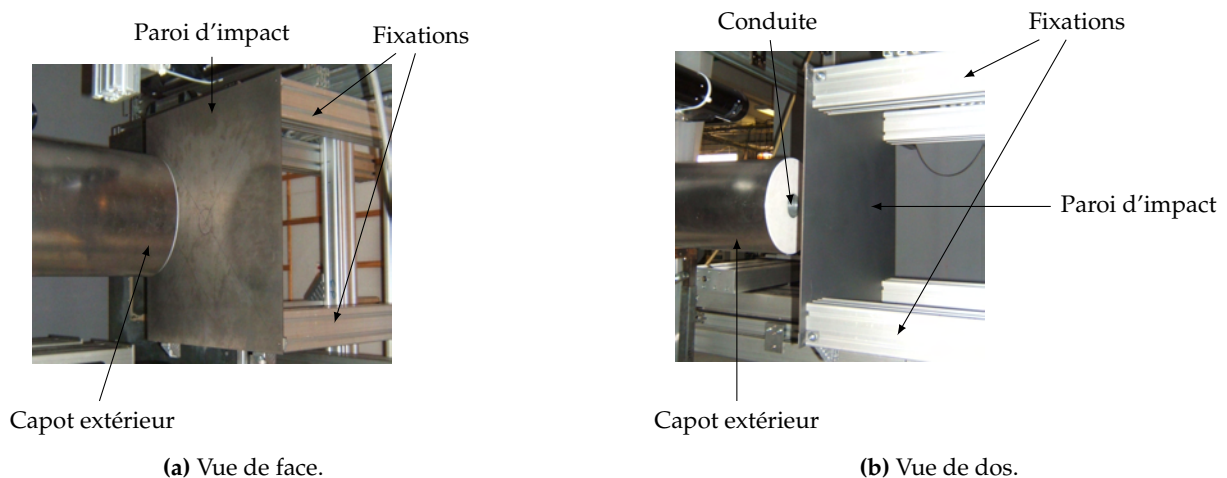 Paroi d'impact
Fixations
Capot extérieur
(a) Vue de face.
Conduite
Fixations
Paroi d'impact
Capot extérieur
(b) Vue de dos.